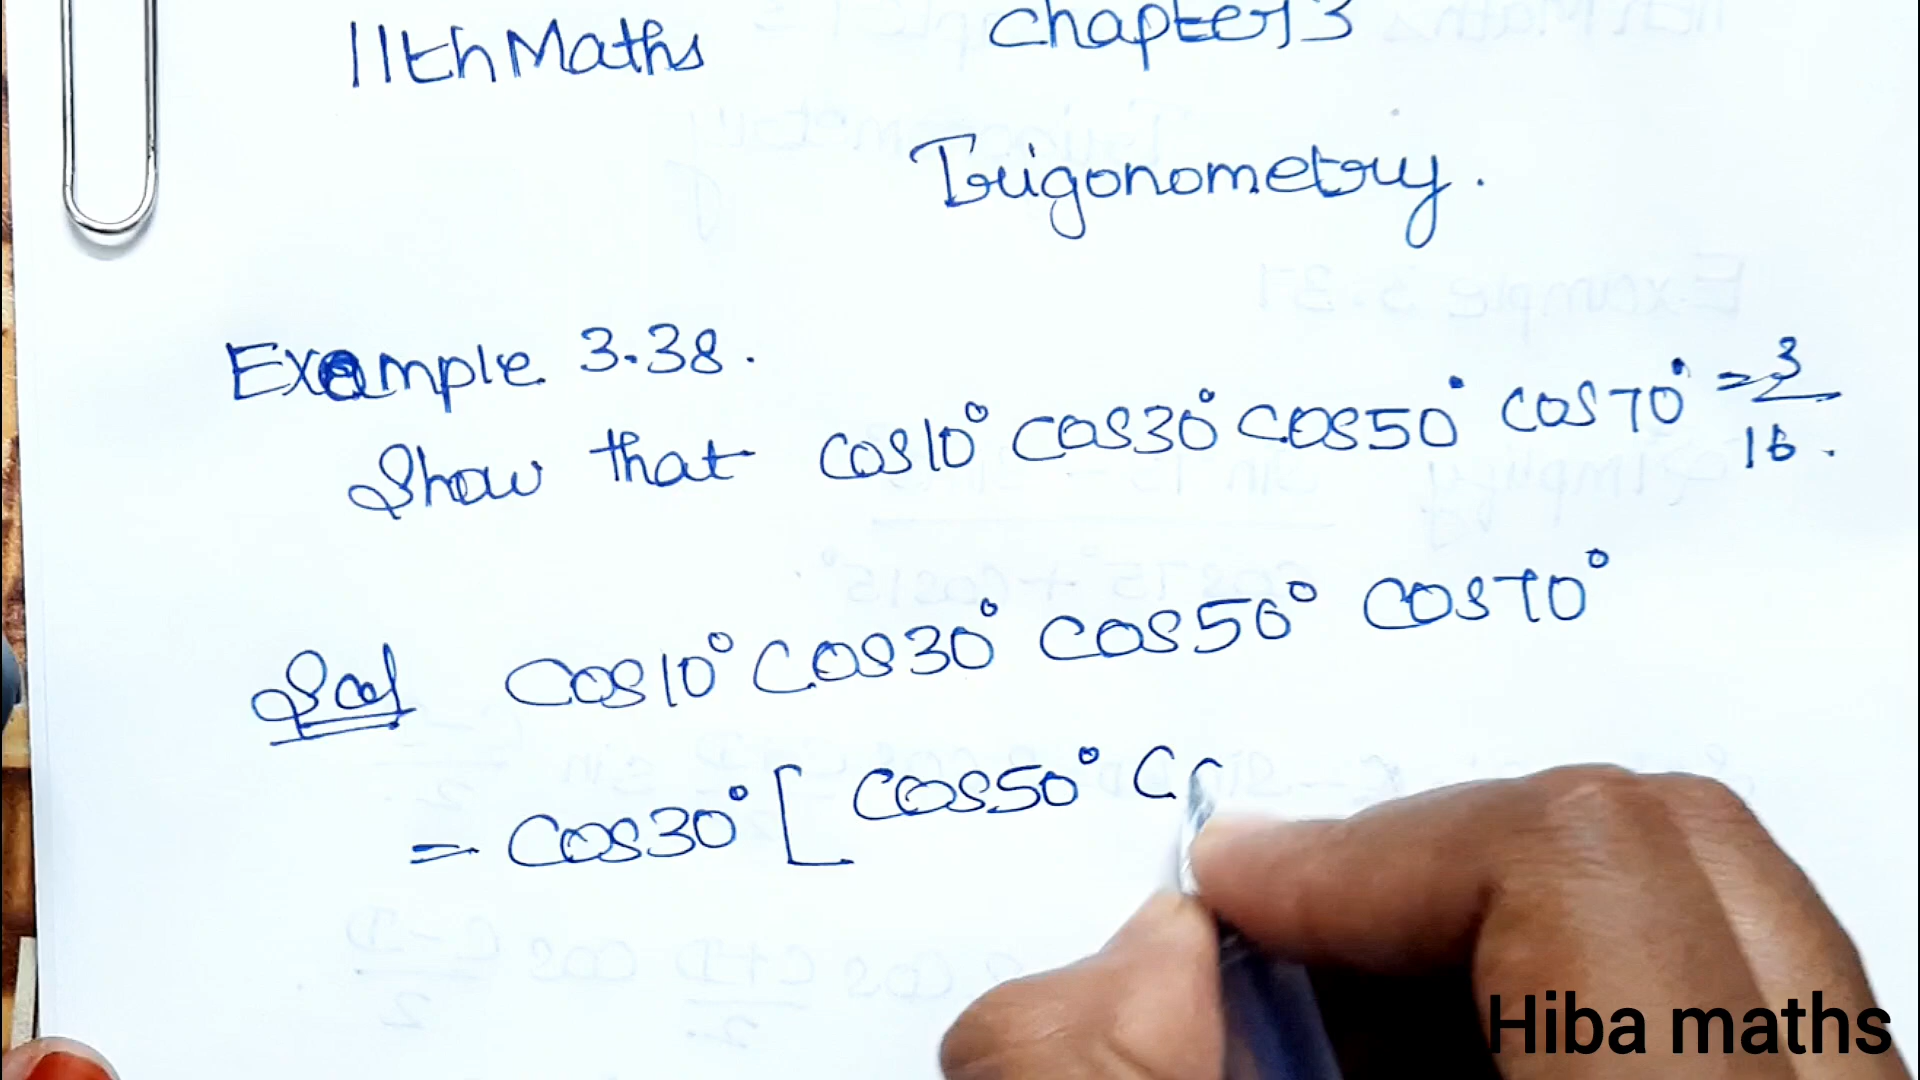 11th Maths Chapter 3
Trigonometry.
Example 3.38.
Show that cos10° cos30° cos50° cos70° = 3/16.
Sol cos10° cos30° cos50° cos70°
= cos30° [ cos50° c
Hiba maths